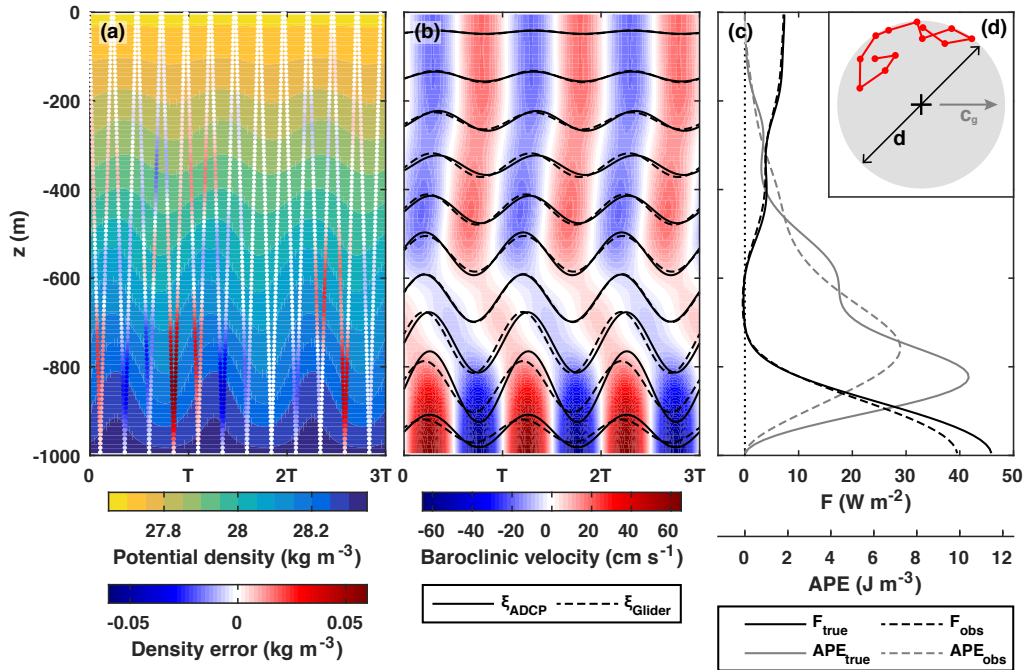 (a)
(b)
(c)
(d)
d
c_g
z (m)
0
-200
-400
-600
-800
-1000
0 T 2T 3T
T 2T 3T
0 10 20 30 40 50
F (W m⁻²)
27.8 28 28.2
Potential density (kg m⁻³)
-60 -40 -20 0 20 40 60
Baroclinic velocity (cm s⁻¹)
0 2 4 6 8 10 12
APE (J m⁻³)
-0.05 0 0.05
Density error (kg m⁻³)
ξ_ADCP ξ_Glider
F_true F_obs
APE_true APE_obs